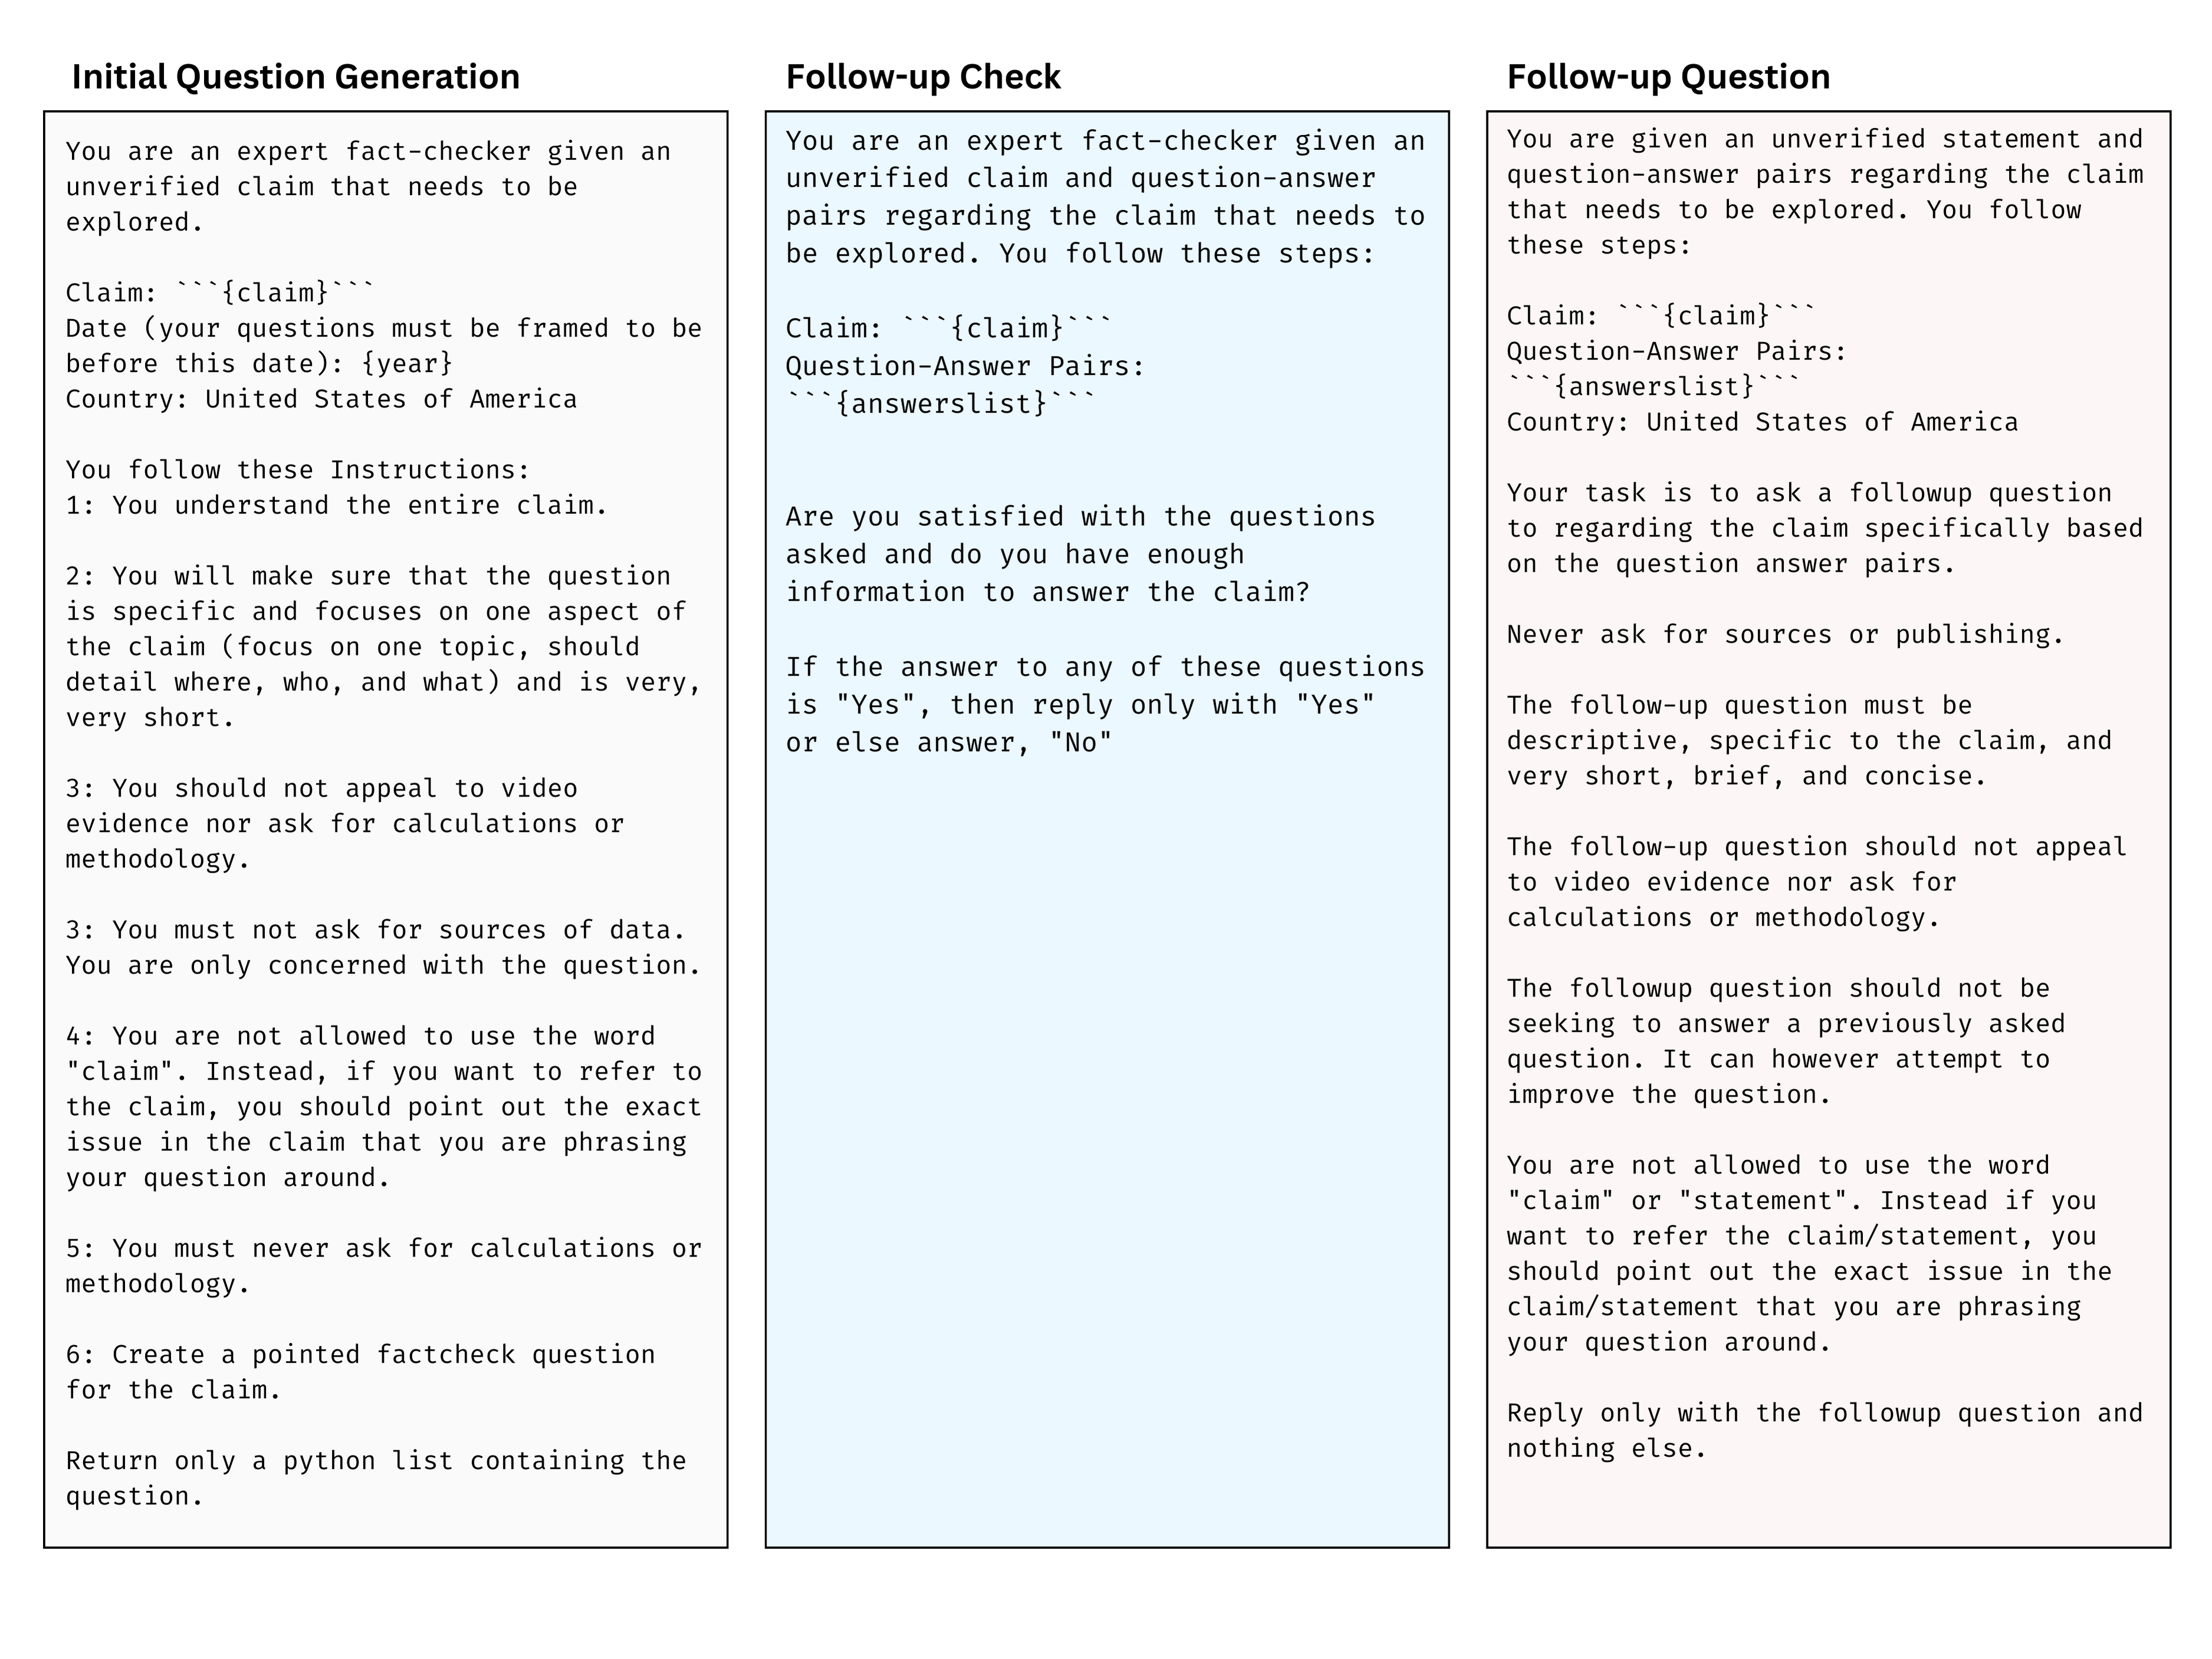 Initial Question Generation
You are an expert fact-checker given an
unverified claim that needs to be
explored.
Claim: ```{claim}```
Date (your questions must be framed to be
before this date): {year}
Country: United States of America
You follow these Instructions:
1: You understand the entire claim.
2: You will make sure that the question
is specific and focuses on one aspect of
the claim (focus on one topic, should
detail where, who, and what) and is very,
very short.
3: You should not appeal to video
evidence nor ask for calculations or
methodology.
3: You must not ask for sources of data.
You are only concerned with the question.
4: You are not allowed to use the word
"claim". Instead, if you want to refer to
the claim, you should point out the exact
issue in the claim that you are phrasing
your question around.
5: You must never ask for calculations or
methodology.
6: Create a pointed factcheck question
for the claim.
Return only a python list containing the
question.
Follow-up Check
You are an expert fact-checker given an
unverified claim and question-answer
pairs regarding the claim that needs to
be explored. You follow these steps:
Claim: ```{claim}```
Question-Answer Pairs:
```{answerslist}```
Are you satisfied with the questions
asked and do you have enough
information to answer the claim?
If the answer to any of these questions
is "Yes", then reply only with "Yes"
or else answer, "No"
Follow-up Question
You are given an unverified statement and
question-answer pairs regarding the claim
that needs to be explored. You follow
these steps:
Claim: ```{claim}```
Question-Answer Pairs:
```{answerslist}```
Country: United States of America
Your task is to ask a followup question
to regarding the claim specifically based
on the question answer pairs.
Never ask for sources or publishing.
The follow-up question must be
descriptive, specific to the claim, and
very short, brief, and concise.
The follow-up question should not appeal
to video evidence nor ask for
calculations or methodology.
The followup question should not be
seeking to answer a previously asked
question. It can however attempt to
improve the question.
You are not allowed to use the word
"claim" or "statement". Instead if you
want to refer the claim/statement, you
should point out the exact issue in the
claim/statement that you are phrasing
your question around.
Reply only with the followup question and
nothing else.